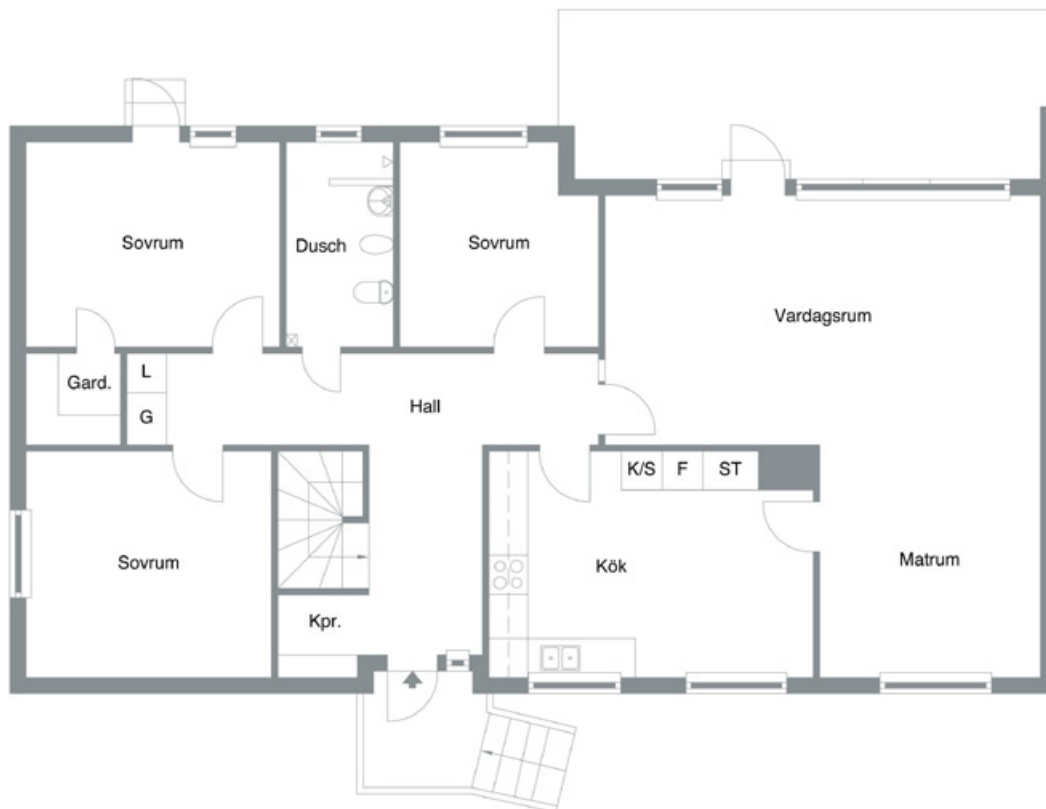 Sovrum
Dusch
Sovrum
Vardagsrum
Gard.
L
G
Hall
K/S
F
ST
Sovrum
Kök
Matrum
Kpr.